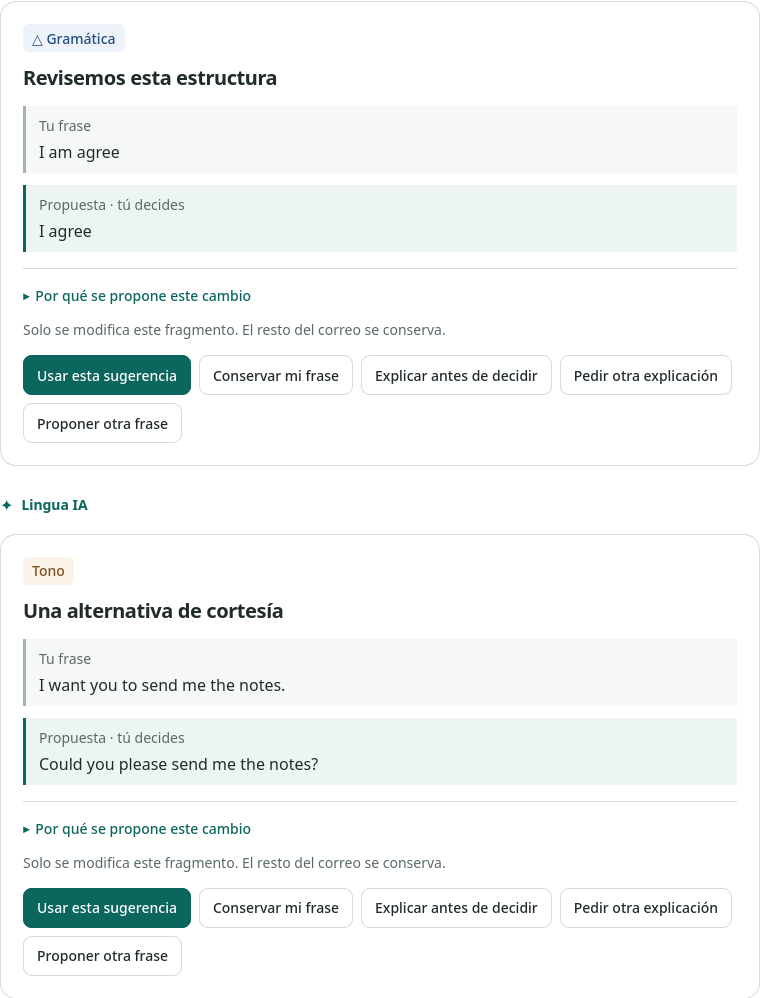 △ Gramática
Revisemos esta estructura
Tu frase
I am agree
Propuesta · tú decides
I agree
▸ Por qué se propone este cambio
Solo se modifica este fragmento. El resto del correo se conserva.
Usar esta sugerencia Conservar mi frase Explicar antes de decidir Pedir otra explicación
Proponer otra frase
✦ Lingua IA
Tono
Una alternativa de cortesía
Tu frase
I want you to send me the notes.
Propuesta · tú decides
Could you please send me the notes?
▸ Por qué se propone este cambio
Solo se modifica este fragmento. El resto del correo se conserva.
Usar esta sugerencia Conservar mi frase Explicar antes de decidir Pedir otra explicación
Proponer otra frase